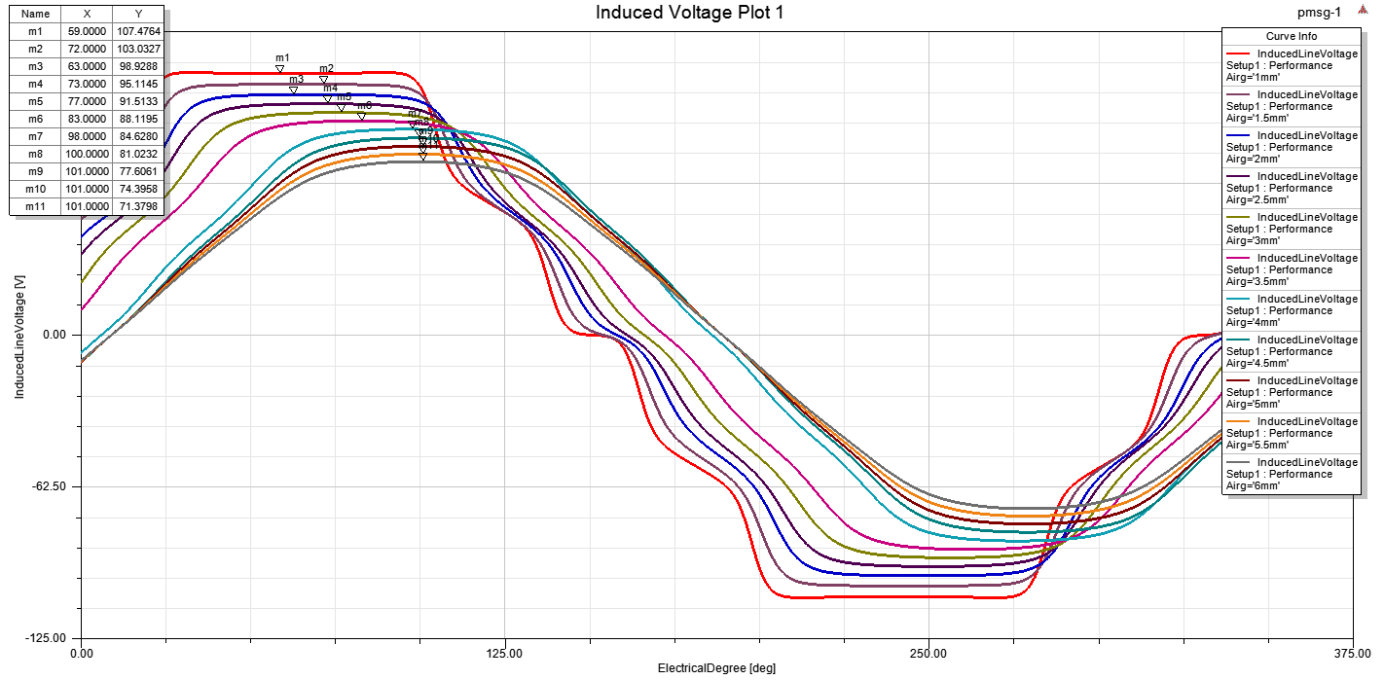 Induced Voltage Plot 1
pmsg-1
Name X Y
m1 59.0000 107.4764
m2 72.0000 103.0327
m3 63.0000 98.9288
m4 73.0000 95.1145
m5 77.0000 91.5133
m6 83.0000 88.1195
m7 98.0000 84.6280
m8 100.0000 81.0232
m9 101.0000 77.6061
m10 101.0000 74.3958
m11 101.0000 71.3798
m1
m2
m3
m4
m5
m6
m8
m9
Curve Info
InducedLineVoltage
Setup1 : Performance
Airg='1mm'
InducedLineVoltage
Setup1 : Performance
Airg='1.5mm'
InducedLineVoltage
Setup1 : Performance
Airg='2mm'
InducedLineVoltage
Setup1 : Performance
Airg='2.5mm'
InducedLineVoltage
Setup1 : Performance
Airg='3mm'
InducedLineVoltage
Setup1 : Performance
Airg='3.5mm'
InducedLineVoltage
Setup1 : Performance
Airg='4mm'
InducedLineVoltage
Setup1 : Performance
Airg='4.5mm'
InducedLineVoltage
Setup1 : Performance
Airg='5mm'
InducedLineVoltage
Setup1 : Performance
Airg='5.5mm'
InducedLineVoltage
Setup1 : Performance
Airg='6mm'
InducedLineVoltage [V]
0.00
-62.50
-125.00
0.00 125.00 250.00 375.00
ElectricalDegree [deg]